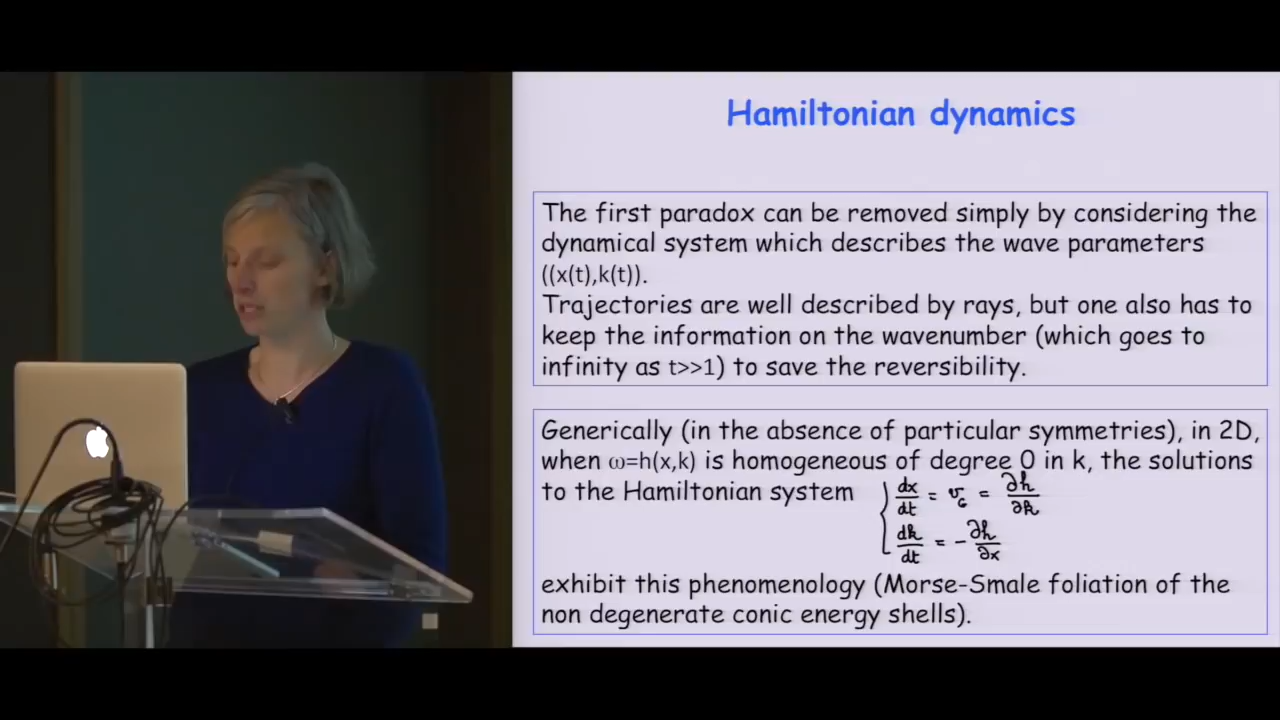 Hamiltonian dynamics
The first paradox can be removed simply by considering the
dynamical system which describes the wave parameters
((x(t),k(t)).
Trajectories are well described by rays, but one also has to
keep the information on the wavenumber (which goes to
infinity as t>>1) to save the reversibility.
Generically (in the absence of particular symmetries), in 2D,
when ω=h(x,k) is homogeneous of degree 0 in k, the solutions
to the Hamiltonian system { dx/dt = v_G = ∂h/∂k
dk/dt = -∂h/∂x
exhibit this phenomenology (Morse-Smale foliation of the
non degenerate conic energy shells).